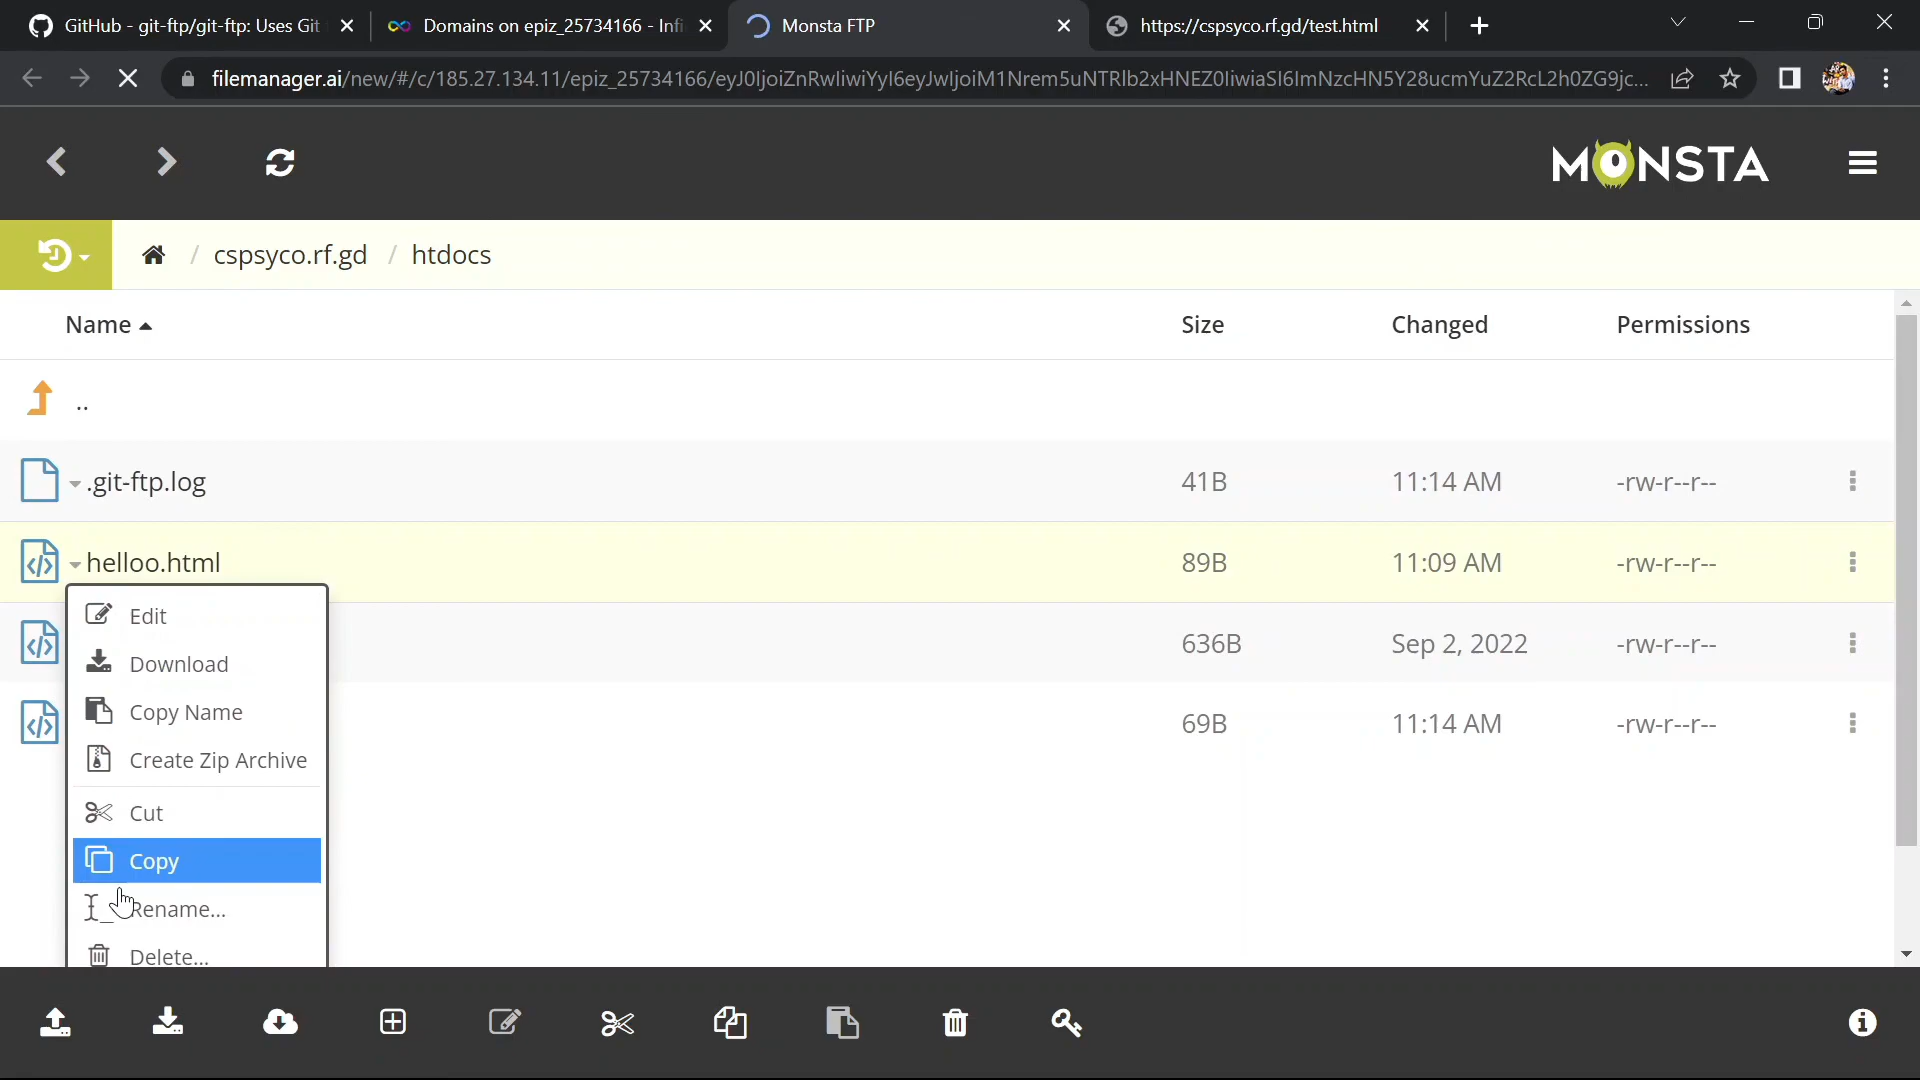 GitHub - git-ftp/git-ftp: Uses Git
Domains on epiz_25734166 - Infi
Monsta FTP
https://cspsyco.rf.gd/test.html
filemanager.ai/new/#/c/185.27.134.11/epiz_25734166/eyJ0IjoiZnRwIiwiYyI6eyJwIjoiM1Nrem5uNTRIb2xHNEZ0IiwiaSI6ImNzcHN5Y28ucmYuZ2RcL2h0ZG9jc...
MONSTA
/ cspsyco.rf.gd / htdocs
Name Size Changed Permissions
..
.git-ftp.log 41B 11:14 AM -rw-r--r--
helloo.html 89B 11:09 AM -rw-r--r--
Edit
636B Sep 2, 2022 -rw-r--r--
Download
Copy Name
69B 11:14 AM -rw-r--r--
Create Zip Archive
Cut
Copy
Rename...
Delete...